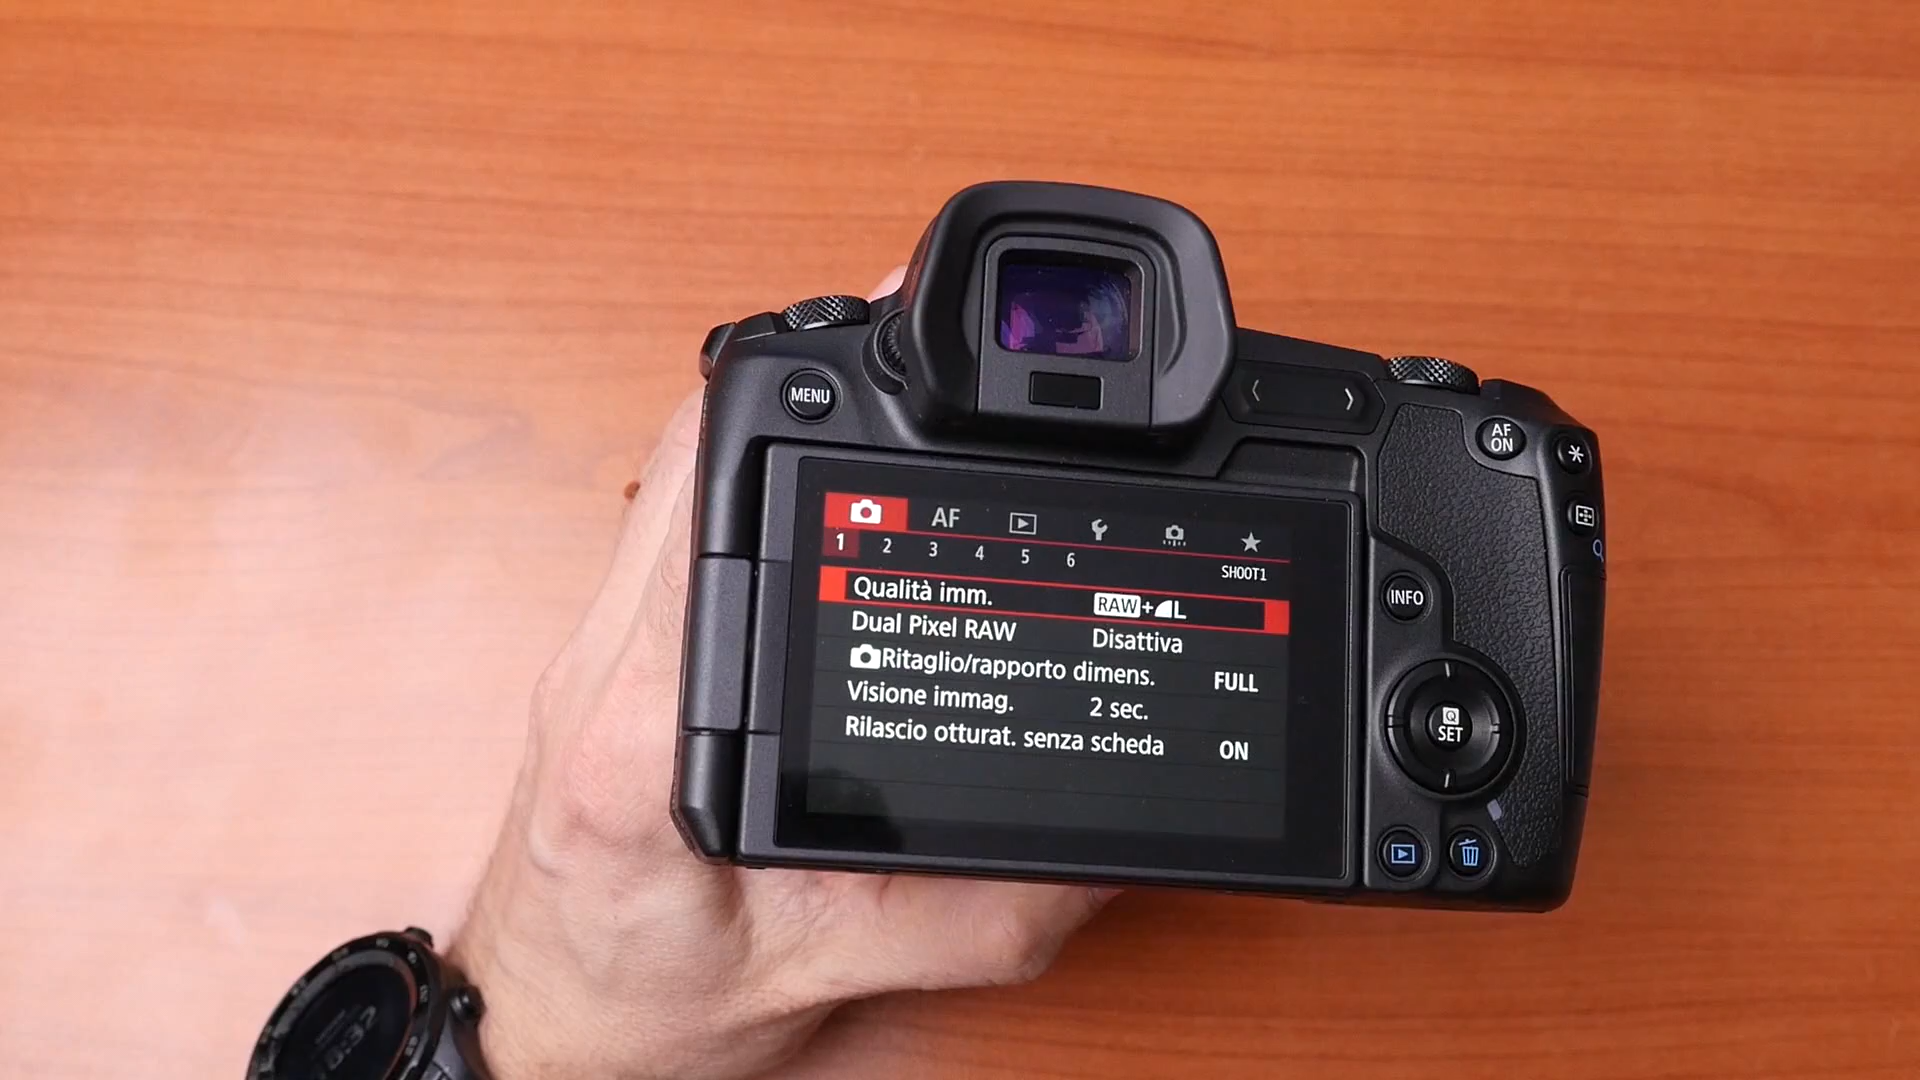 MENU
AF
ON
AF
1 2 3 4 5 6
SHOOT1
Qualità imm. RAW+L
Dual Pixel RAW Disattiva
Ritaglio/rapporto dimens. FULL
Visione immag. 2 sec.
Rilascio otturat. senza scheda ON
INFO
Q
SET